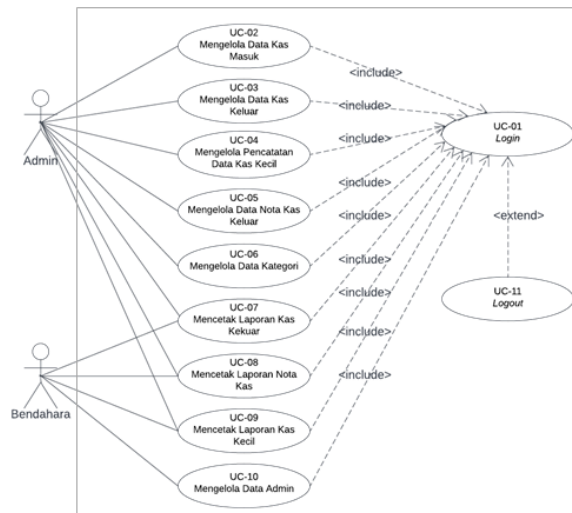 UC-02
Mengelola Data Kas
Masuk
<include>
UC-03
Mengelola Data Kas
Keluar
UC-01
Login
Admin
<include>
UC-04
Mengelola Pencatatan
Data Kas Kecil
<include>
UC-05
Mengelola Data Nota Kas
Keluar
<include>
<extend>
UC-06
Mengelola Data Kategori
<include>
UC-11
Logout
UC-07
Mencetak Laporan Kas
Kekuar
<include>
Bendahara
UC-08
Mencetak Laporan Nota
Kas
<include>
UC-09
Mencetak Laporan Kas
Kecil
<include>
UC-10
Mengelola Data Admin